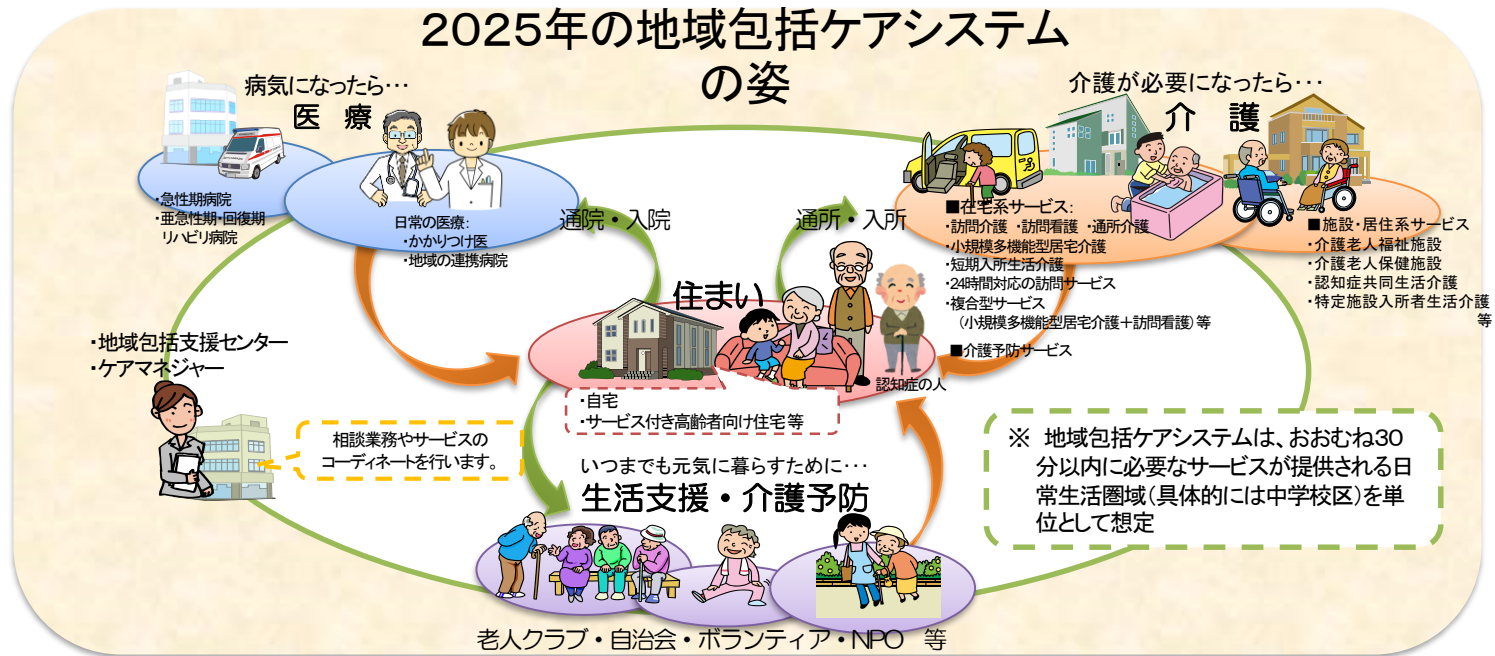 2025年の地域包括ケアシステム
の姿
病気になったら…
医 療
・急性期病院
・亜急性期・回復期
リハビリ病院
日常の医療:
・かかりつけ医
・地域の連携病院
通院・入院
通所・入所
介護が必要になったら…
介 護
■在宅系サービス:
・訪問介護 ・訪問看護 ・通所介護
・小規模多機能型居宅介護
・短期入所生活介護
・24時間対応の訪問サービス
・複合型サービス
(小規模多機能型居宅介護+訪問看護)等
■介護予防サービス
■施設・居住系サービス
・介護老人福祉施設
・介護老人保健施設
・認知症共同生活介護
・特定施設入所者生活介護
等
住まい
認知症の人
・自宅
・サービス付き高齢者向け住宅等
・地域包括支援センター
・ケアマネジャー
相談業務やサービスの
コーディネートを行います。
いつまでも元気に暮らすために…
生活支援・介護予防
老人クラブ・自治会・ボランティア・NPO 等
※ 地域包括ケアシステムは、おおむね30
分以内に必要なサービスが提供される日
常生活圏域(具体的には中学校区)を単
位として想定